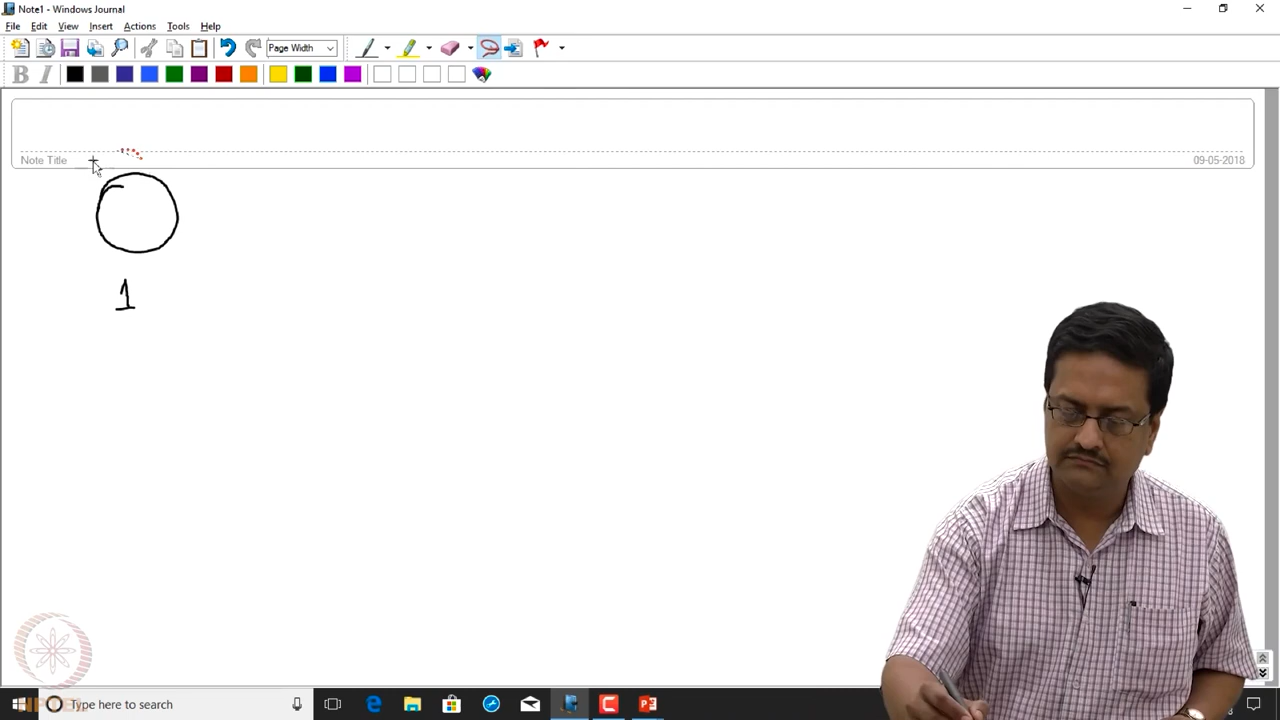 Note1 - Windows Journal
File Edit View Insert Actions Tools Help
Page Width
B I
Note Title
09-05-2018
1
Type here to search